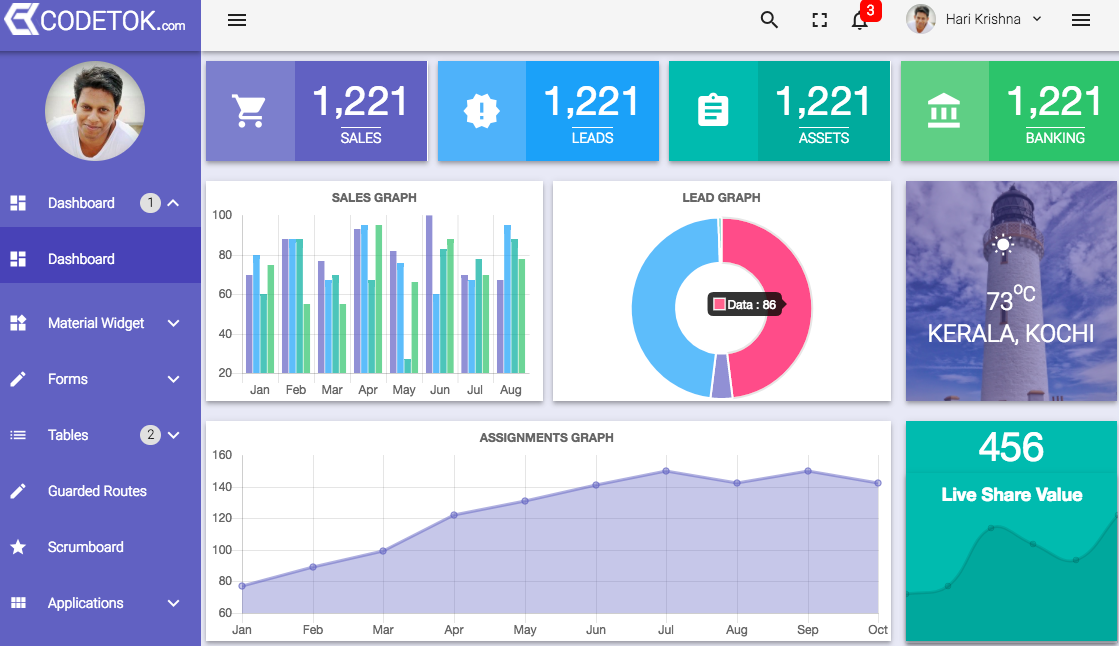 CODETOK.com
3
Hari Krishna
Dashboard 1
Dashboard
Material Widget
Forms
Tables 2
Guarded Routes
Scrumboard
Applications
1,221
SALES
1,221
LEADS
1,221
ASSETS
1,221
BANKING
SALES GRAPH
100
80
60
40
20
Jan Feb Mar Apr May Jun Jul Aug
LEAD GRAPH
Data : 86
73°C
KERALA, KOCHI
ASSIGNMENTS GRAPH
160
140
120
100
80
60
Jan Feb Mar Apr May Jun Jul Aug Sep Oct
456
Live Share Value